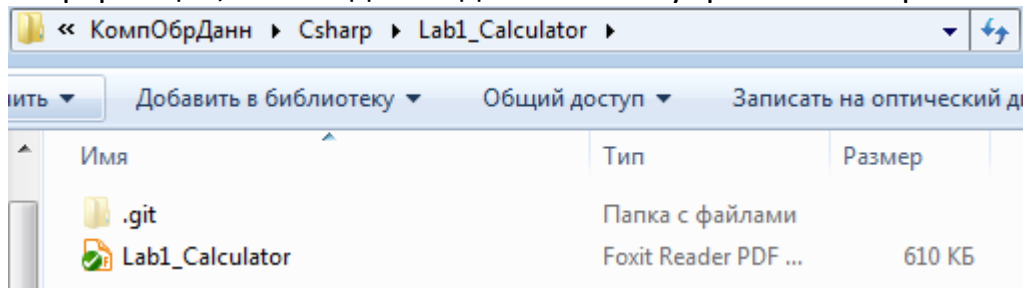 « КомпОбрДанн ▸ Csharp ▸ Lab1_Calculator ▸
ить Добавить в библиотеку Общий доступ Записать на оптический
Имя Тип Размер
.git Папка с файлами
Lab1_Calculator Foxit Reader PDF ... 610 КБ